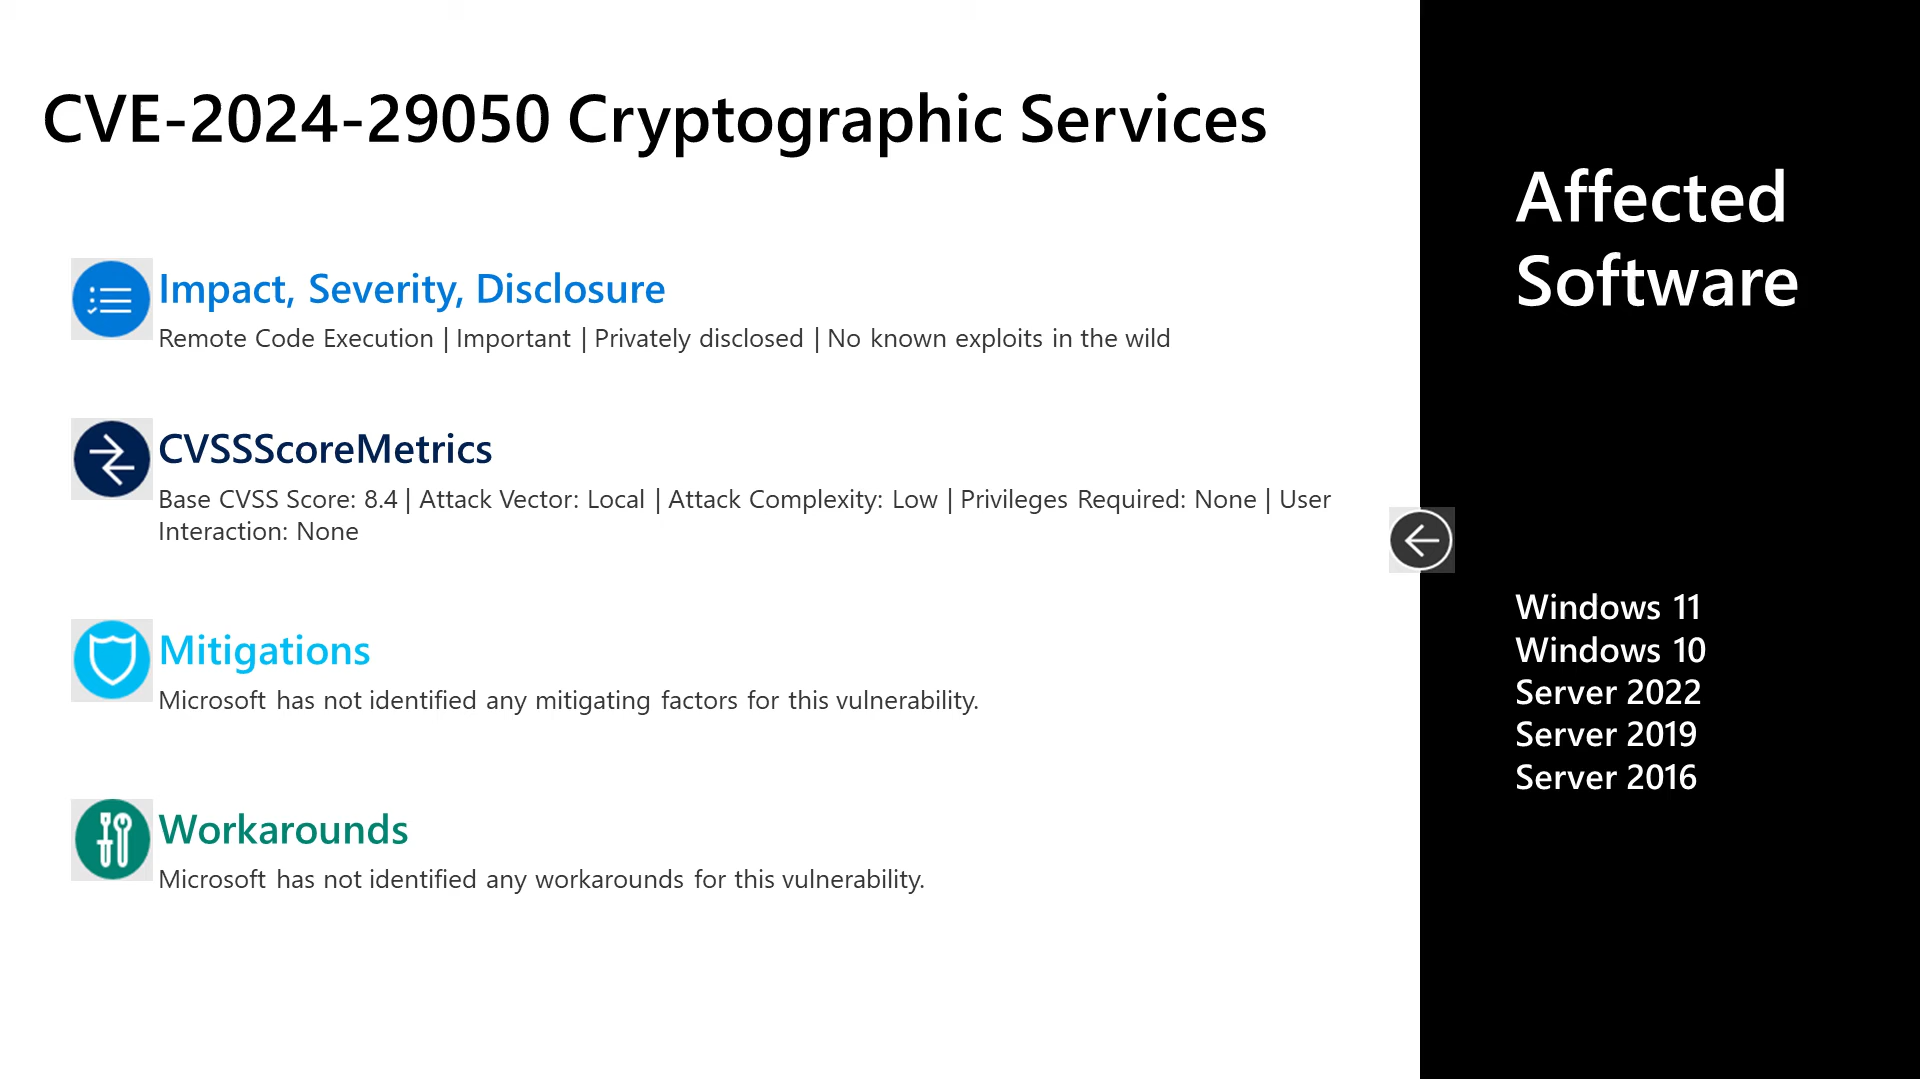 CVE-2024-29050 Cryptographic Services
Impact, Severity, Disclosure
Remote Code Execution | Important | Privately disclosed | No known exploits in the wild
CVSSScoreMetrics
Base CVSS Score: 8.4 | Attack Vector: Local | Attack Complexity: Low | Privileges Required: None | User
Interaction: None
Mitigations
Microsoft has not identified any mitigating factors for this vulnerability.
Workarounds
Microsoft has not identified any workarounds for this vulnerability.
Affected
Software
Windows 11
Windows 10
Server 2022
Server 2019
Server 2016